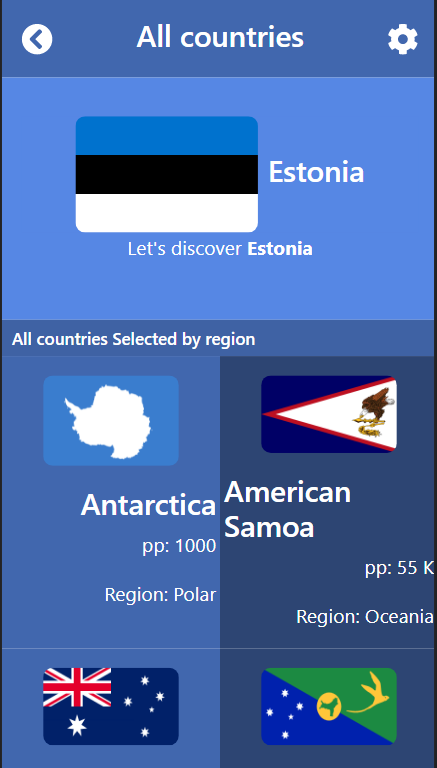 All countries
Estonia
Let's discover Estonia
All countries Selected by region
Antarctica
pp: 1000
Region: Polar
American
Samoa
pp: 55 K
Region: Oceania